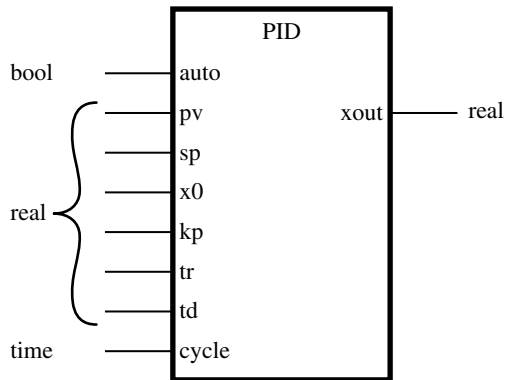 PID
bool auto
pv xout real
sp
real x0
kp
tr
td
time cycle